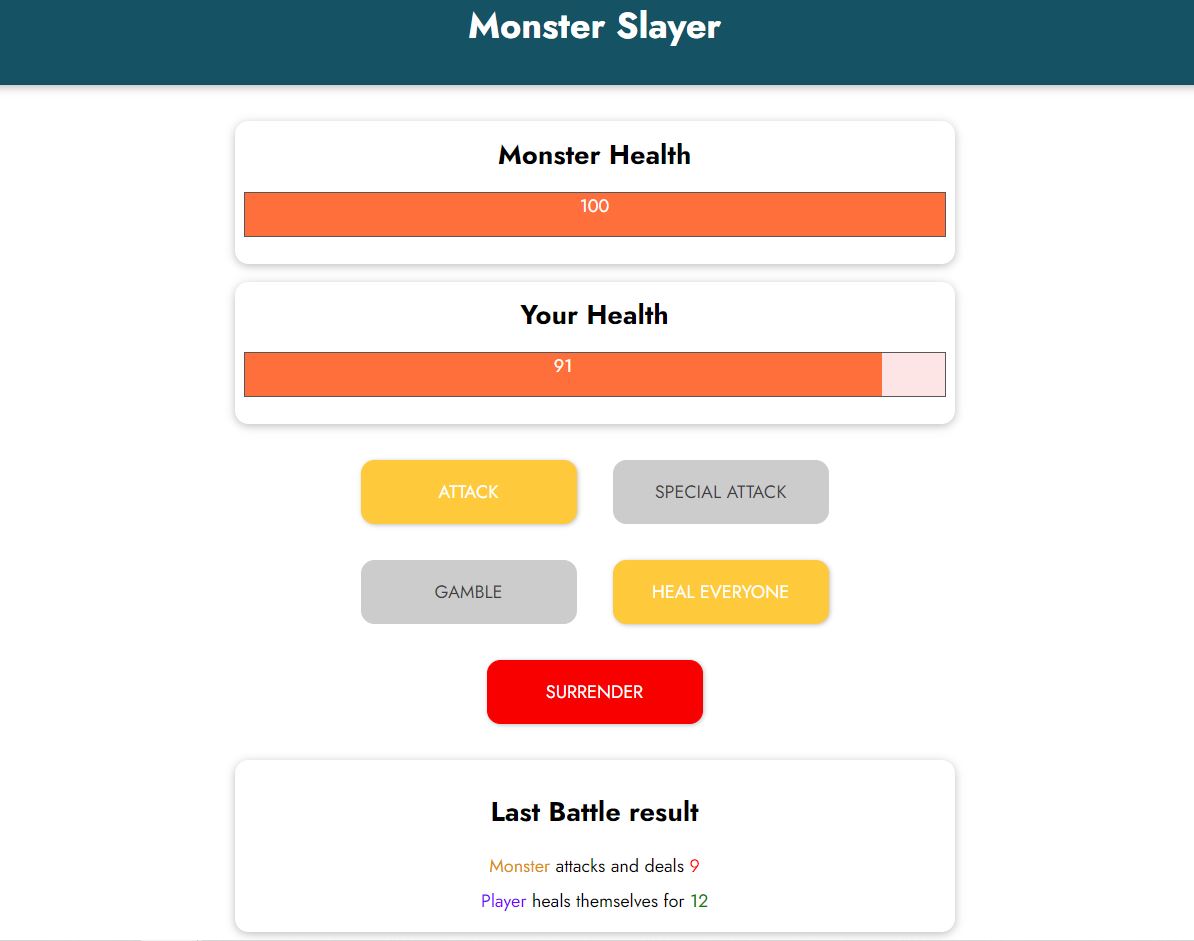 Monster Slayer
Monster Health
100
Your Health
91
ATTACK
SPECIAL ATTACK
GAMBLE
HEAL EVERYONE
SURRENDER
Last Battle result
Monster attacks and deals 9
Player heals themselves for 12